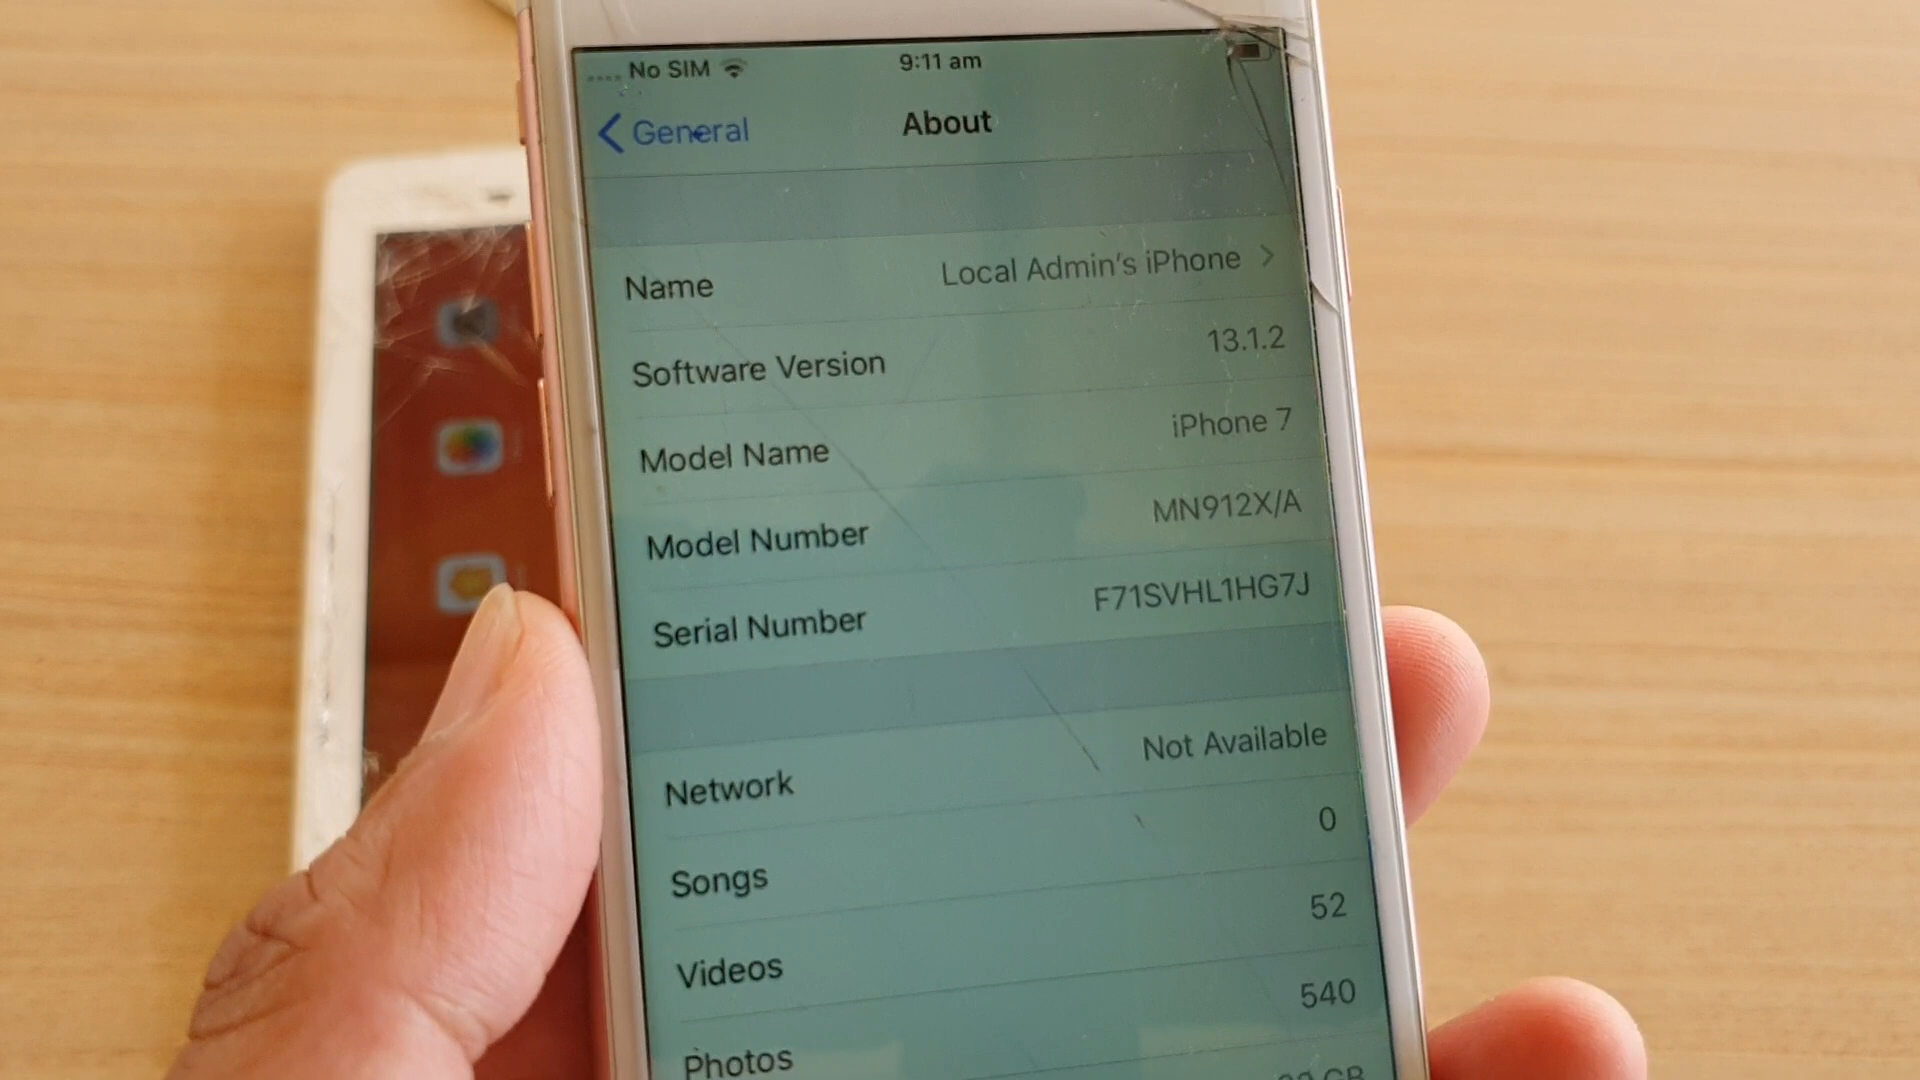 No SIM 9:11 am
General About
Name Local Admin's iPhone
Software Version 13.1.2
Model Name iPhone 7
Model Number MN912X/A
Serial Number F71SVHL1HG7J
Network Not Available
Songs 0
Videos 52
Photos 540
GB